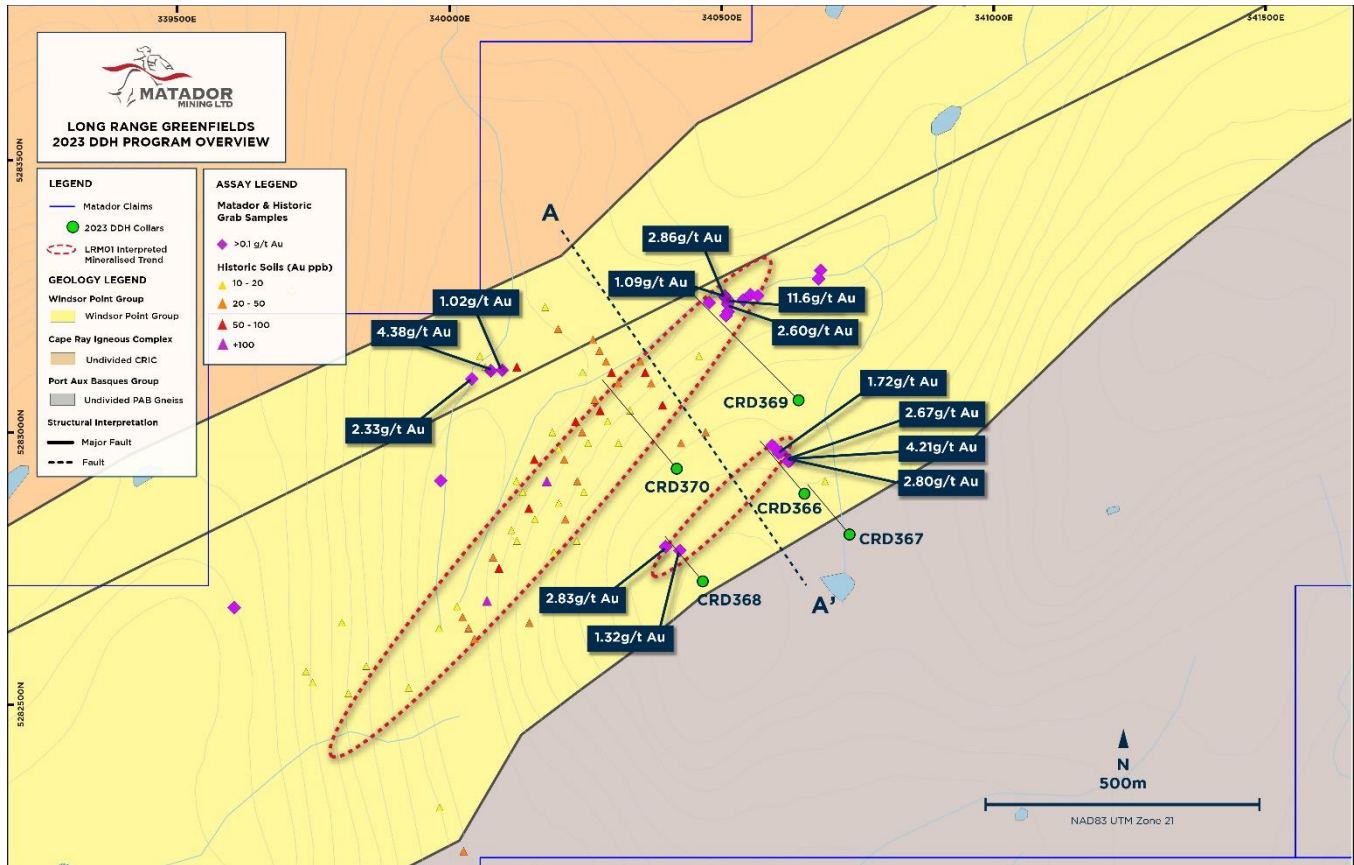 339500E
340000E
340500E
341000E
341500E
5283500N
5283000N
5282500N
MATADOR
MINING LTD
LONG RANGE GREENFIELDS
2023 DDH PROGRAM OVERVIEW
LEGEND
Matador Claims
2023 DDH Collars
LRM01 Interpreted
Mineralised Trend
GEOLOGY LEGEND
Windsor Point Group
Windsor Point Group
Cape Ray Igneous Complex
Undivided CRIC
Port Aux Basques Group
Undivided PAB Gneiss
Structural Interpretation
Major Fault
Fault
ASSAY LEGEND
Matador & Historic
Grab Samples
>0.1 g/t Au
Historic Soils (Au ppb)
10 - 20
20 - 50
50 - 100
+100
A
2.86g/t Au
1.09g/t Au
11.6g/t Au
2.60g/t Au
1.02g/t Au
4.38g/t Au
2.33g/t Au
CRD369
1.72g/t Au
2.67g/t Au
4.21g/t Au
2.80g/t Au
CRD370
CRD366
CRD367
CRD368
2.83g/t Au
1.32g/t Au
A'
N
500m
NAD83 UTM Zone 21